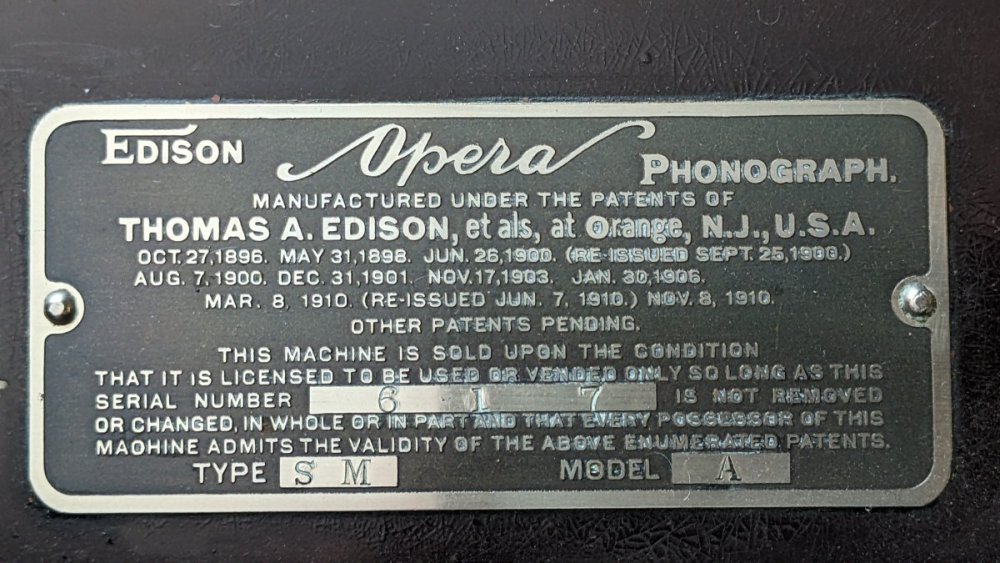 EDISON Opera PHONOGRAPH.
MANUFACTURED UNDER THE PATENTS OF
THOMAS A. EDISON, et als, at Orange, N.J., U.S.A.
OCT. 27, 1896. MAY 31, 1898. JUN. 26, 1900. (RE-ISSUED SEPT. 25, 1900.)
AUG. 7, 1900. DEC. 31, 1901. NOV. 17, 1903. JAN. 30, 1906.
MAR. 8, 1910. (RE-ISSUED JUN. 7, 1910.) NOV. 8, 1910.
OTHER PATENTS PENDING.
THIS MACHINE IS SOLD UPON THE CONDITION
THAT IT IS LICENSED TO BE USED OR VENDED ONLY SO LONG AS THIS
SERIAL NUMBER 617 IS NOT REMOVED
OR CHANGED, IN WHOLE OR IN PART AND THAT EVERY POSSESSOR OF THIS
MACHINE ADMITS THE VALIDITY OF THE ABOVE ENUMERATED PATENTS.
TYPE SM MODEL A